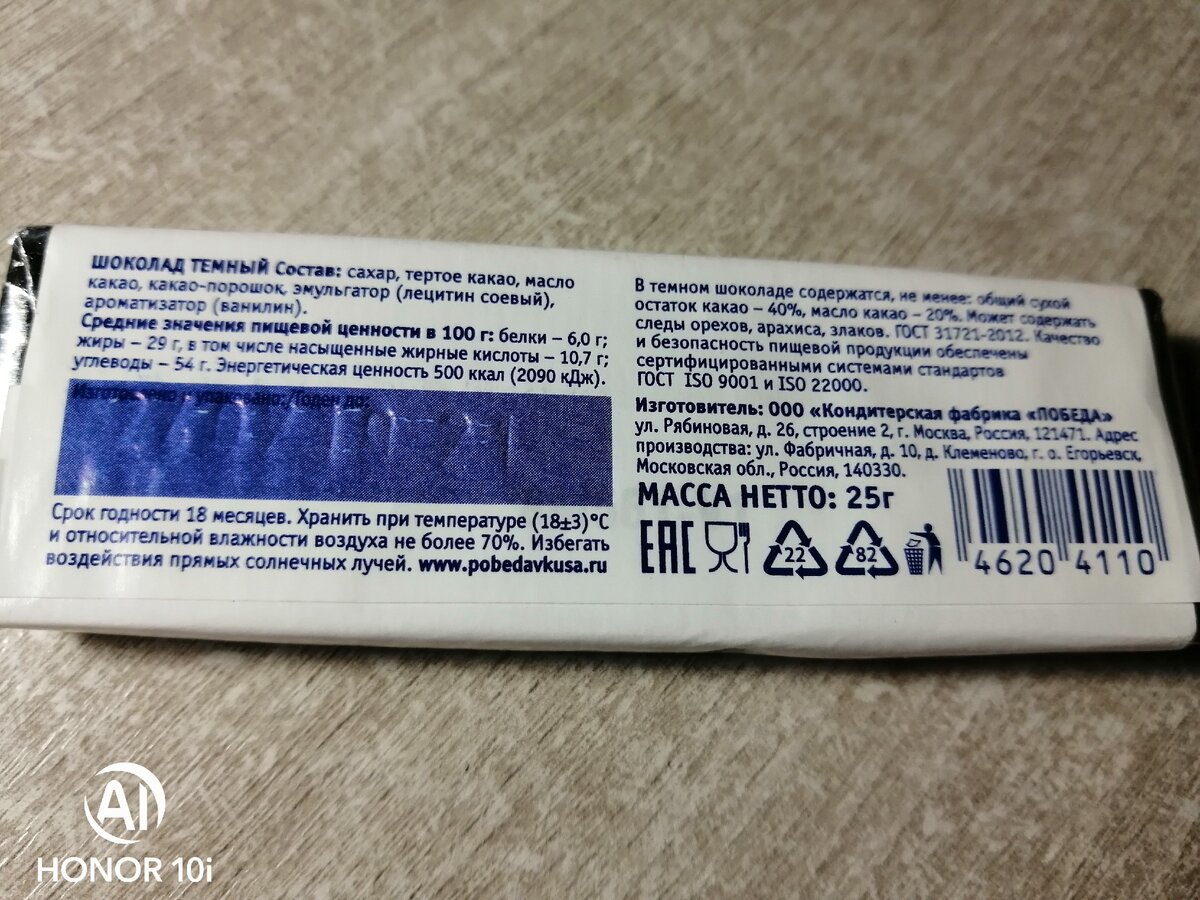 ШОКОЛАД ТЕМНЫЙ Состав: сахар, тертое какао, масло
какао, какао-порошок, эмульгатор (лецитин соевый),
ароматизатор (ванилин).
Средние значения пищевой ценности в 100 г: белки – 6,0 г;
жиры – 29 г, в том числе насыщенные жирные кислоты – 10,7 г;
углеводы – 54 г. Энергетическая ценность 500 ккал (2090 кДж).
Изготовлено и упаковано:/Годен до:
Срок годности 18 месяцев. Хранить при температуре (18±3)°С
и относительной влажности воздуха не более 70%. Избегать
воздействия прямых солнечных лучей. www.pobedavkusa.ru
В темном шоколаде содержатся, не менее: общий сухой
остаток какао – 40%, масло какао – 20%. Может содержать
следы орехов, арахиса, злаков. ГОСТ 31721-2012. Качество
и безопасность пищевой продукции обеспечены
сертифицированными системами стандартов
ГОСТ ISO 9001 и ISO 22000.
Изготовитель: ООО «Кондитерская фабрика «ПОБЕДА»
ул. Рябиновая, д. 26, строение 2, г. Москва, Россия, 121471. Адрес
производства: ул. Фабричная, д. 10, д. Клеменово, г. о. Егорьевск,
Московская обл., Россия, 140330.
МАССА НЕТТО: 25г
EAC 22 82
4620 4110
AI
HONOR 10i